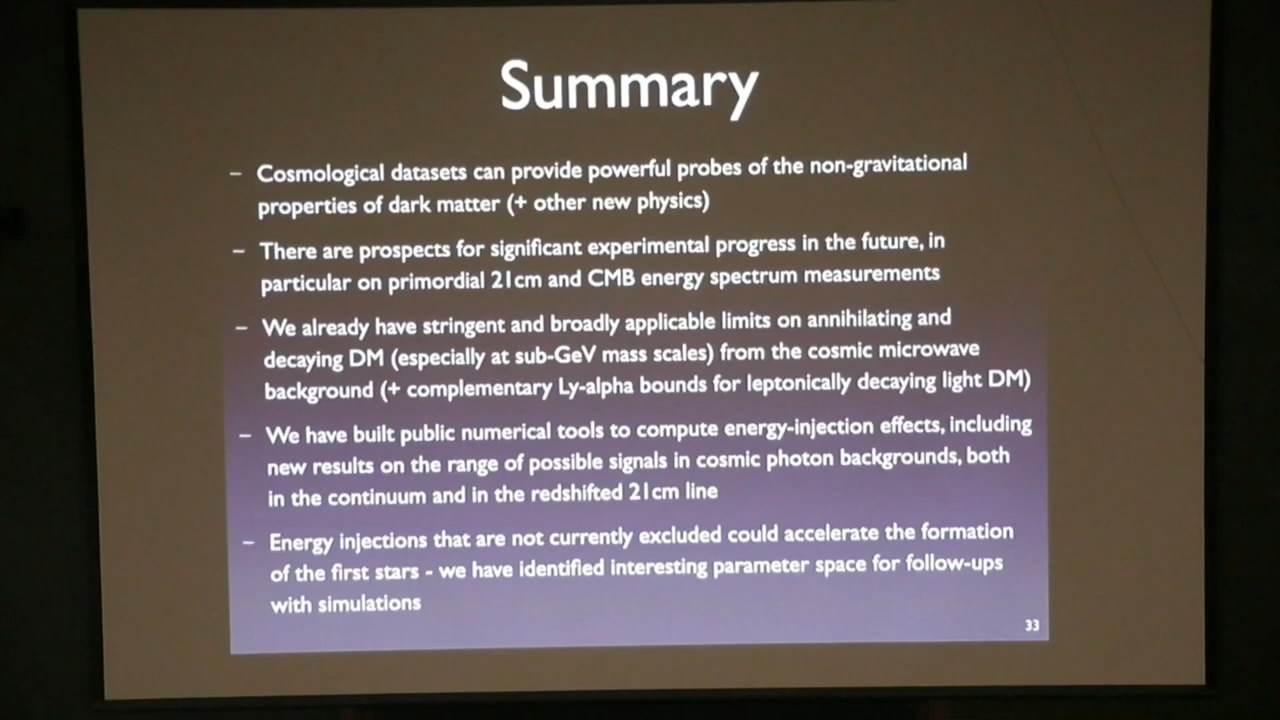 Summary
– Cosmological datasets can provide powerful probes of the non-gravitational
properties of dark matter (+ other new physics)
– There are prospects for significant experimental progress in the future, in
particular on primordial 21cm and CMB energy spectrum measurements
– We already have stringent and broadly applicable limits on annihilating and
decaying DM (especially at sub-GeV mass scales) from the cosmic microwave
background (+ complementary Ly-alpha bounds for leptonically decaying light DM)
– We have built public numerical tools to compute energy-injection effects, including
new results on the range of possible signals in cosmic photon backgrounds, both
in the continuum and in the redshifted 21cm line
– Energy injections that are not currently excluded could accelerate the formation
of the first stars - we have identified interesting parameter space for follow-ups
with simulations
33